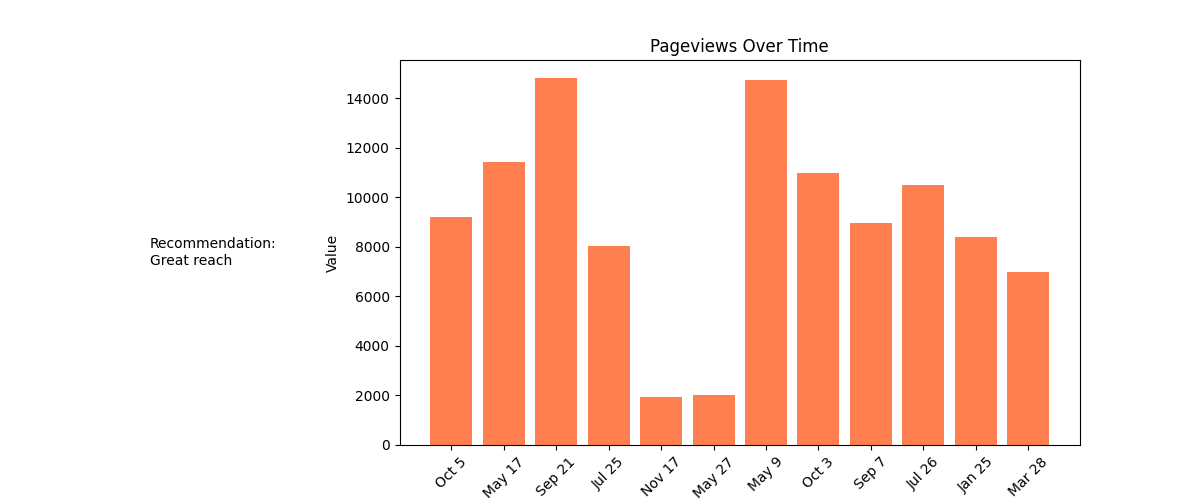 Pageviews Over Time
Recommendation:
Great reach
Value
14000
12000
10000
8000
6000
4000
2000
0
Oct 5
May 17
Sep 21
Jul 25
Nov 17
May 27
May 9
Oct 3
Sep 7
Jul 26
Jan 25
Mar 28